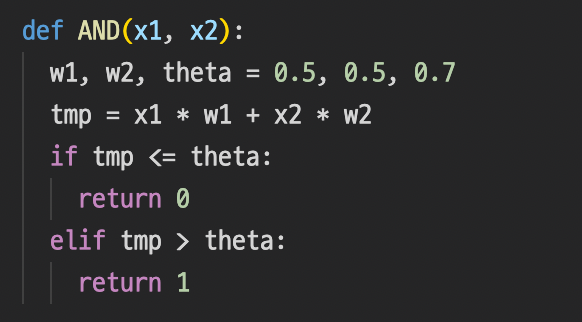 def AND(x1, x2):
  w1, w2, theta = 0.5, 0.5, 0.7
  tmp = x1 * w1 + x2 * w2
  if tmp <= theta:
    return 0
  elif tmp > theta:
    return 1